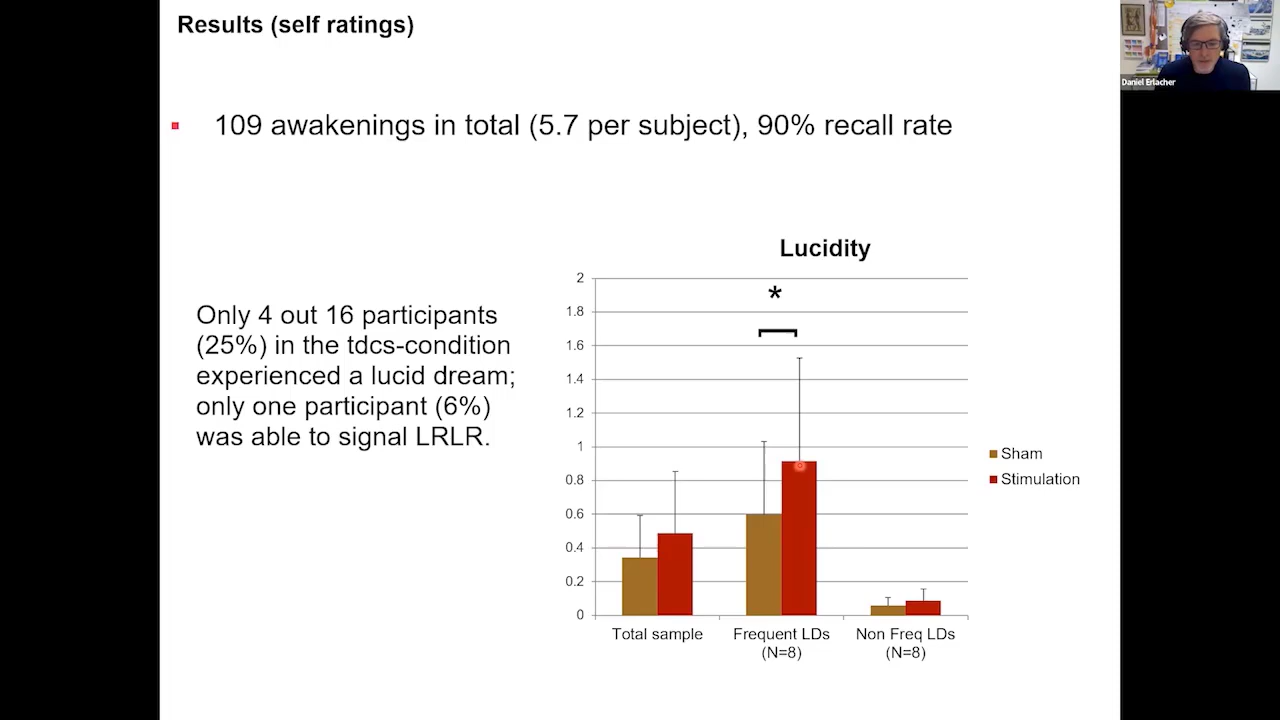 Results (self ratings)
Daniel Erlacher
109 awakenings in total (5.7 per subject), 90% recall rate
Only 4 out 16 participants
(25%) in the tdcs-condition
experienced a lucid dream;
only one participant (6%)
was able to signal LRLR.
Lucidity
2
1.8
1.6
1.4
1.2
1
0.8
0.6
0.4
0.2
0
*
Sham
Stimulation
Total sample
Frequent LDs
(N=8)
Non Freq LDs
(N=8)